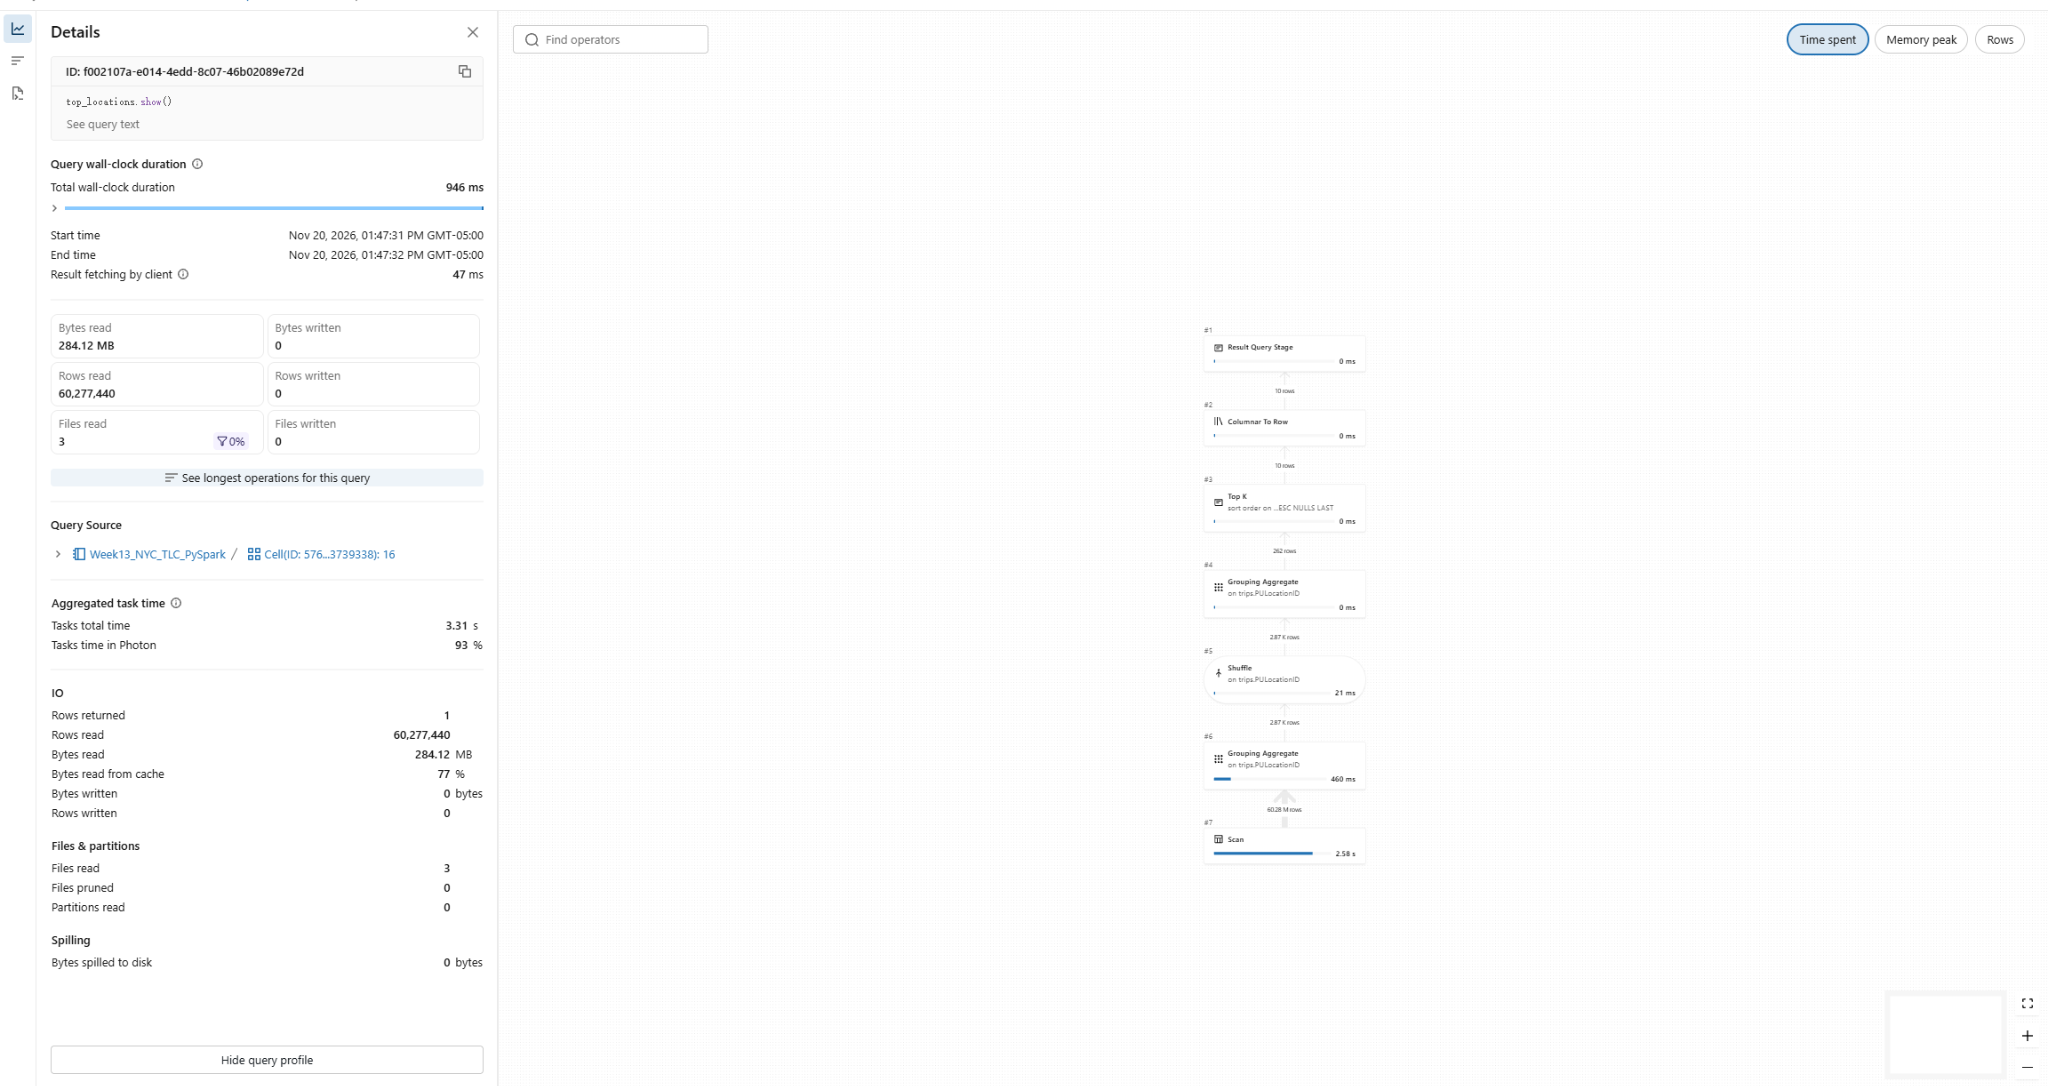 Details
ID: f002107a-e014-4edd-8c07-46b02089e72d
top_locations.show()
See query text
Query wall-clock duration
Total wall-clock duration 946 ms
Start time Nov 20, 2026, 01:47:31 PM GMT-05:00
End time Nov 20, 2026, 01:47:32 PM GMT-05:00
Result fetching by client 47 ms
Bytes read Bytes written
284.12 MB 0
Rows read Rows written
60,277,440 0
Files read Files written
3 0% 0
See longest operations for this query
Query Source
Week13_NYC_TLC_PySpark / Cell(ID: 576...3739338): 16
Aggregated task time
Tasks total time 3.31 s
Tasks time in Photon 93 %
IO
Rows returned 1
Rows read 60,277,440
Bytes read 284.12 MB
Bytes read from cache 77 %
Bytes written 0 bytes
Rows written 0
Files & partitions
Files read 3
Files pruned 0
Partitions read 0
Spilling
Bytes spilled to disk 0 bytes
Hide query profile
Find operators
Time spent Memory peak Rows
#1
Result Query Stage
0 ms
10 rows
#2
Columnar To Row
0 ms
10 rows
#3
Top K
sort order on ...ESC NULLS LAST
0 ms
262 rows
#4
Grouping Aggregate
on trips.PULocationID
0 ms
2.87 K rows
#5
Shuffle
on trips.PULocationID
21 ms
2.87 K rows
#6
Grouping Aggregate
on trips.PULocationID
460 ms
60.28 M rows
#7
Scan
2.58 s